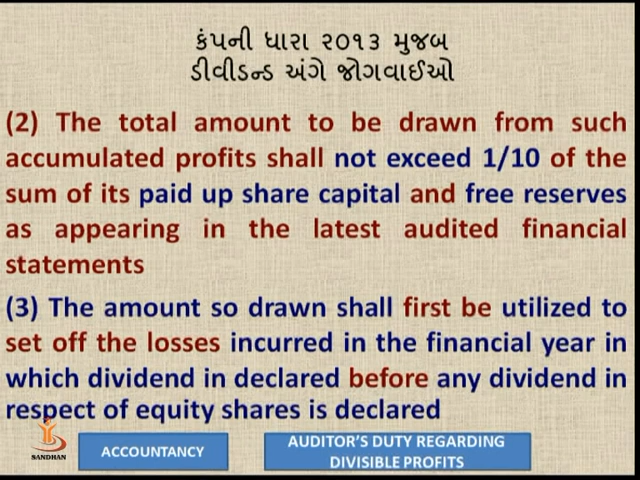 કંપની ધારા ૨૦૧૩ મુજબ
ડીવીડન્ડ અંગે જોગવાઈઓ
(2) The total amount to be drawn from such
accumulated profits shall not exceed 1/10 of the
sum of its paid up share capital and free reserves
as appearing in the latest audited financial
statements
(3) The amount so drawn shall first be utilized to
set off the losses incurred in the financial year in
which dividend in declared before any dividend in
respect of equity shares is declared
SANDHAN
ACCOUNTANCY
AUDITOR'S DUTY REGARDING
DIVISIBLE PROFITS